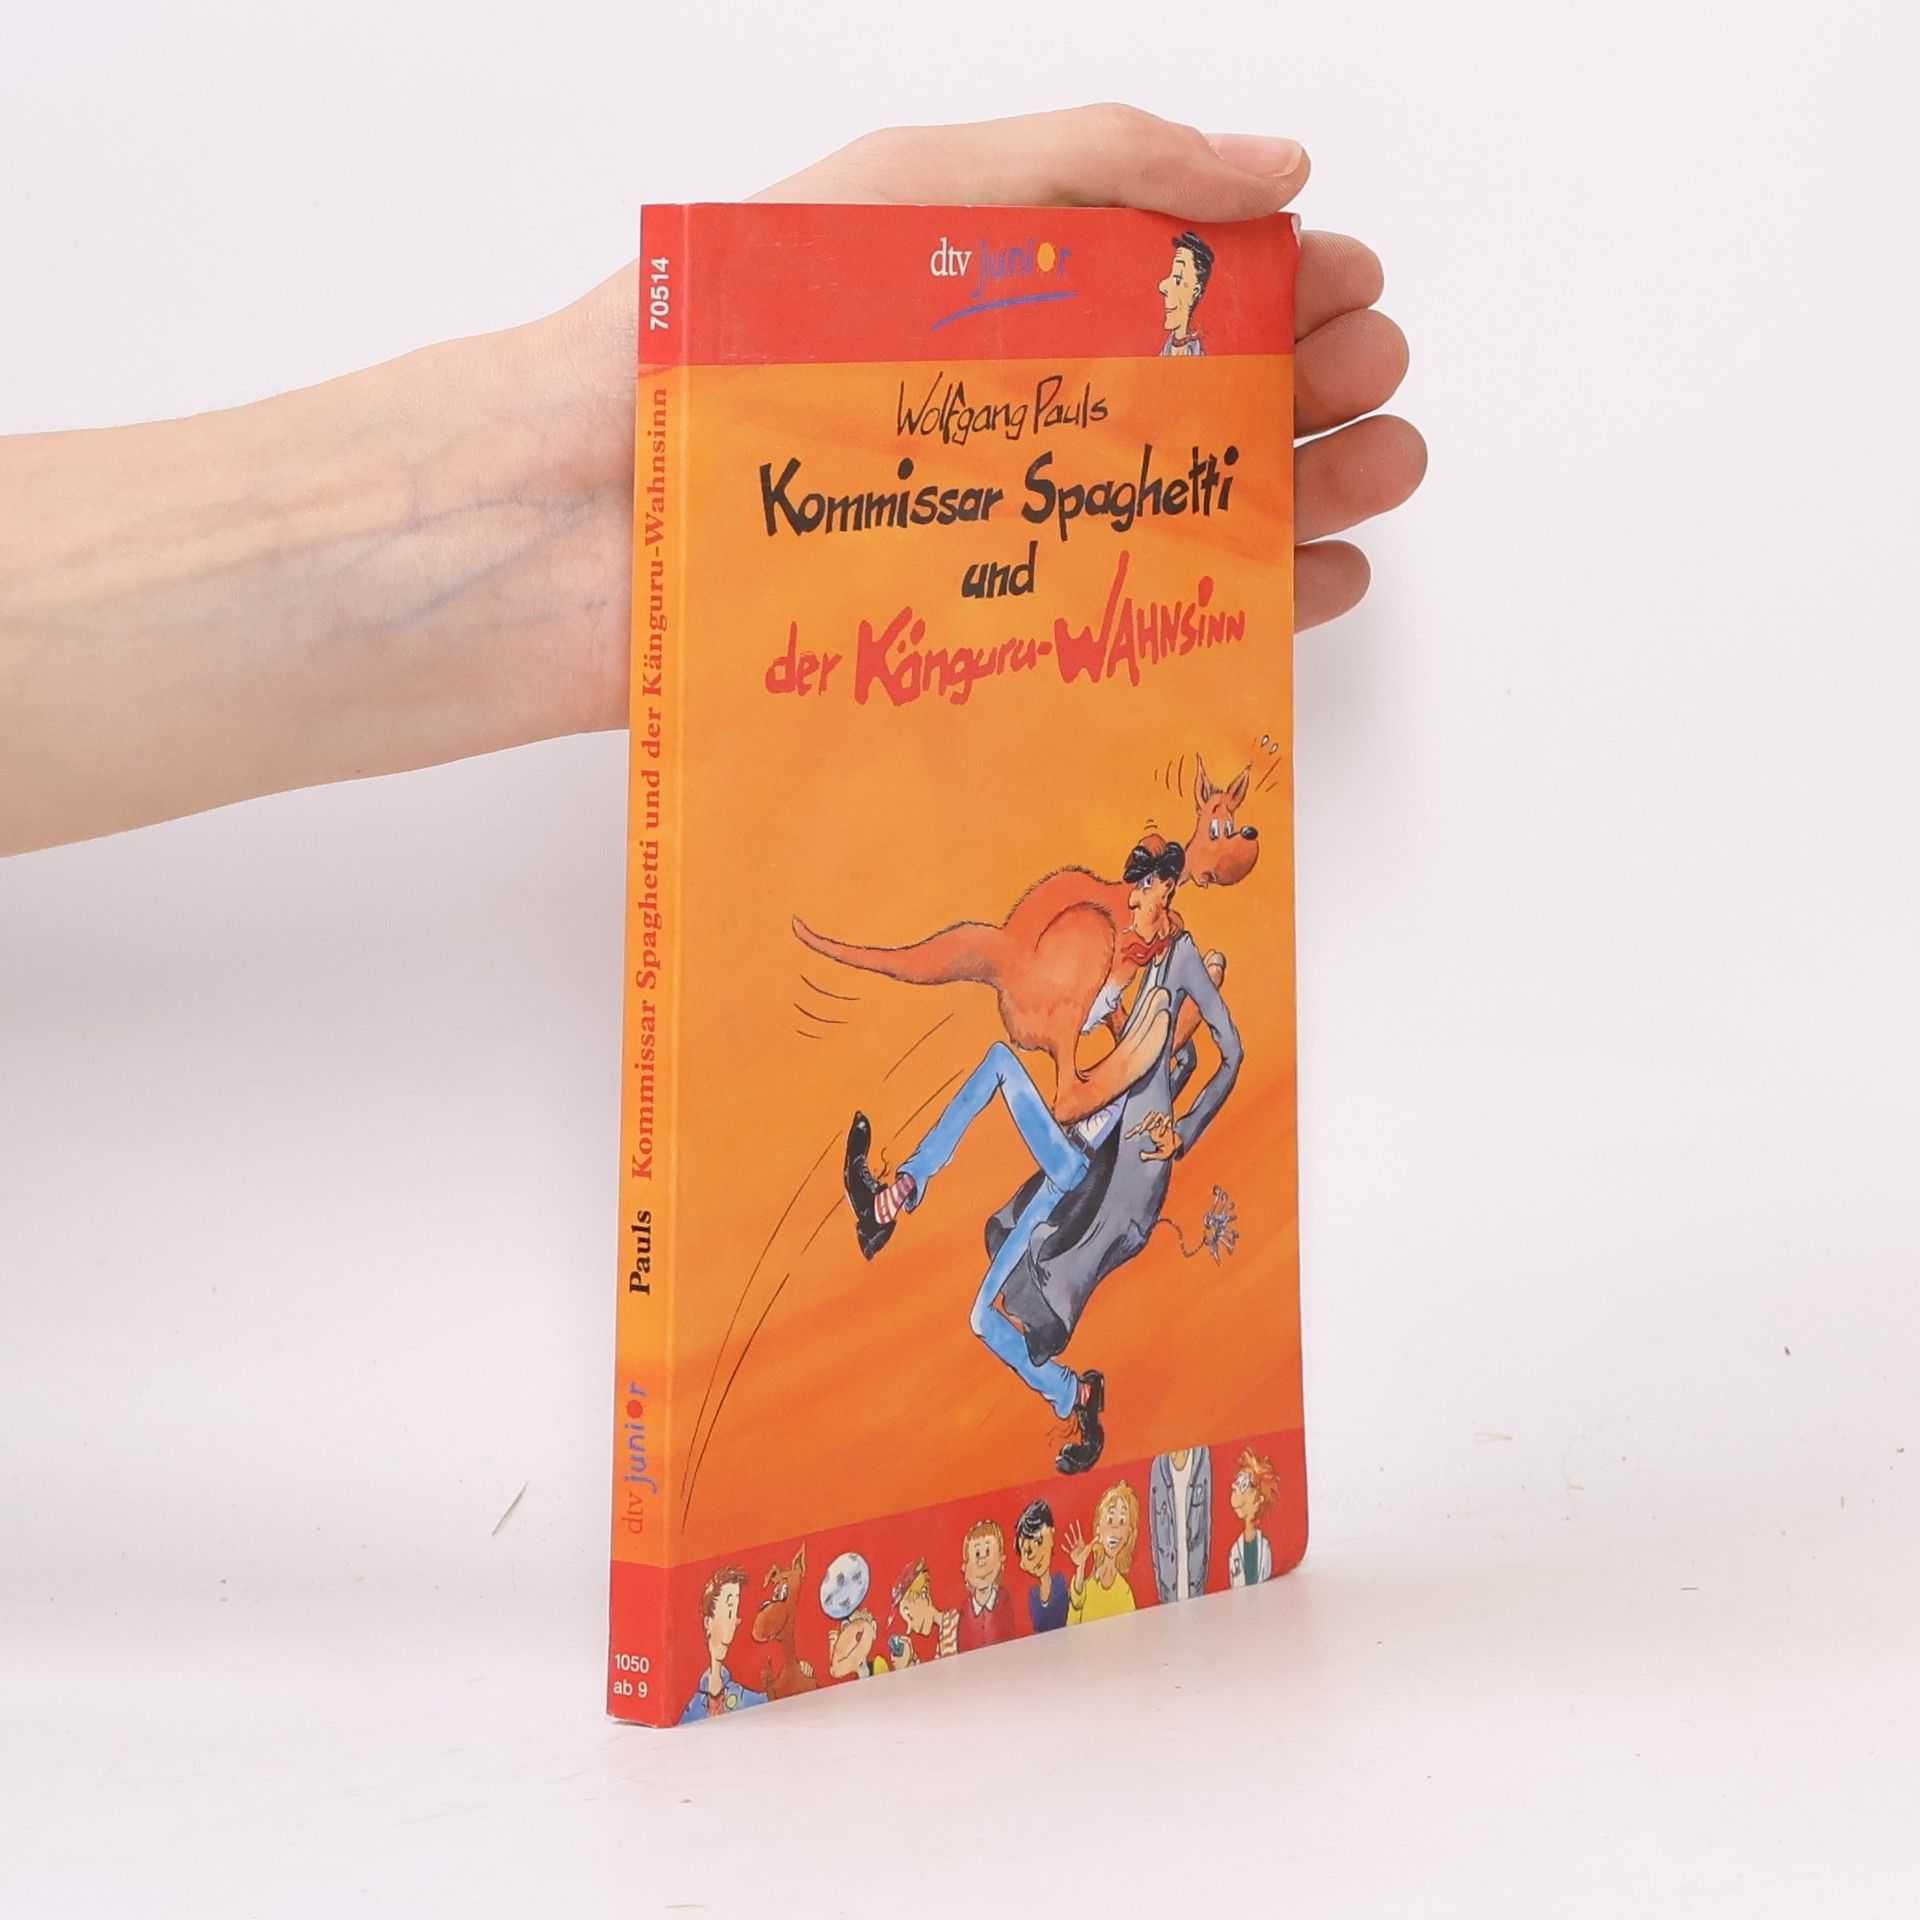 dtv junior
Wolfgang Pauls
Kommissar Spaghetti
und
der Känguru-WAHNSINN
70514
Pauls Kommissar Spaghetti und der Känguru-Wahnsinn
dtv junior
1050
ab 9